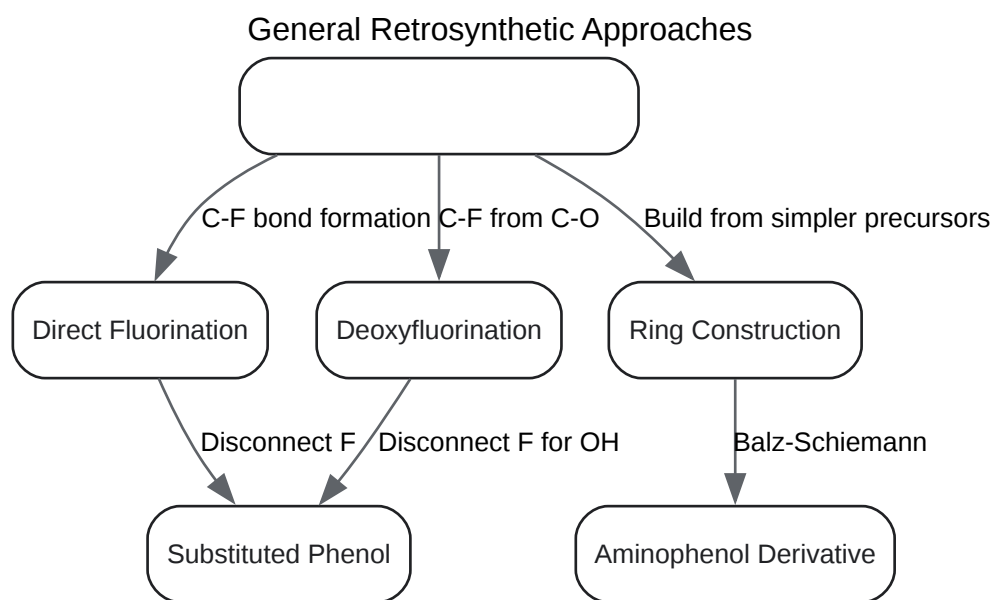 General Retrosynthetic Approaches
C-F bond formation
C-F from C-O
Build from simpler precursors
Direct Fluorination
Deoxyfluorination
Ring Construction
Disconnect F
Disconnect F for OH
Balz-Schiemann
Substituted Phenol
Aminophenol Derivative